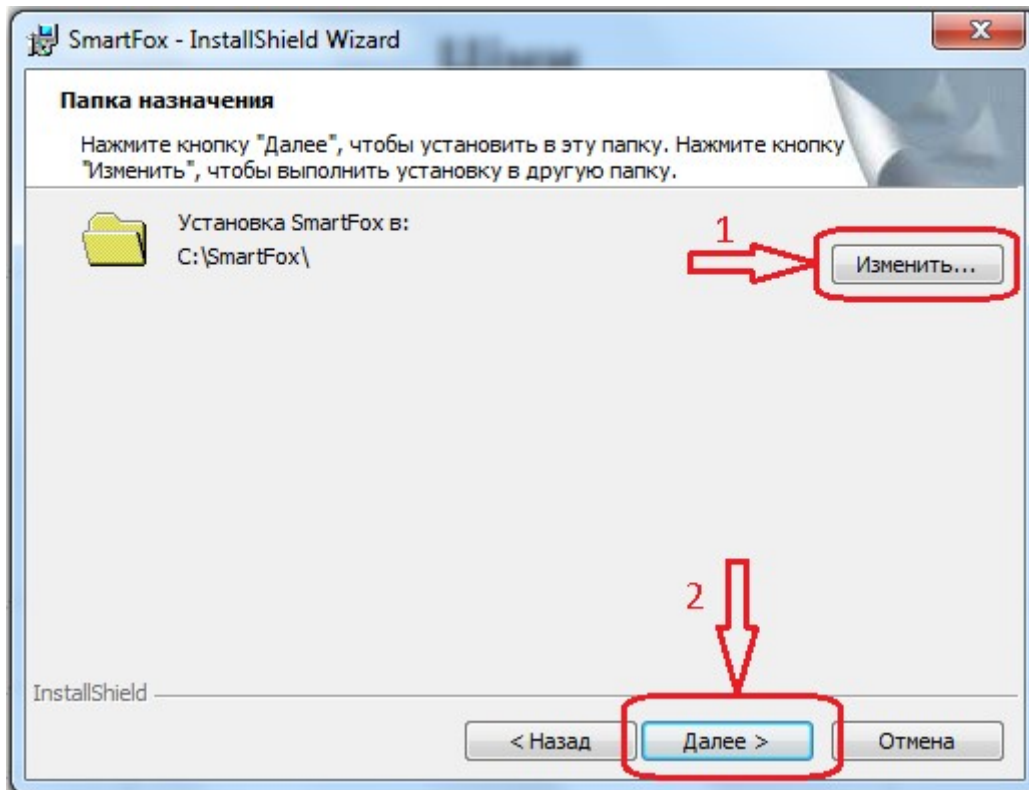 SmartFox - InstallShield Wizard
Папка назначения
Нажмите кнопку "Далее", чтобы установить в эту папку. Нажмите кнопку
"Изменить", чтобы выполнить установку в другую папку.
Установка SmartFox в:
C:\SmartFox\
1
Изменить...
2
InstallShield
< Назад
Далее >
Отмена